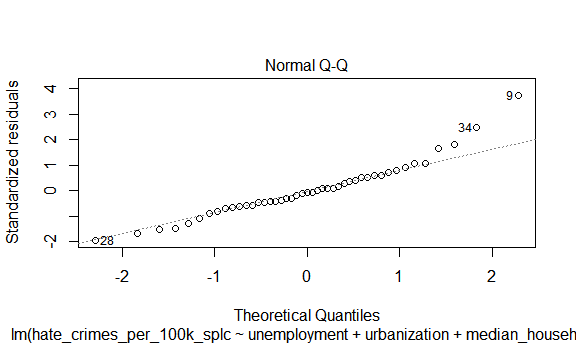 Normal Q-Q
Standardized residuals
4
3
2
1
0
-2
9
34
28
-2 -1 0 1 2
Theoretical Quantiles
lm(hate_crimes_per_100k_splc ~ unemployment + urbanization + median_househ